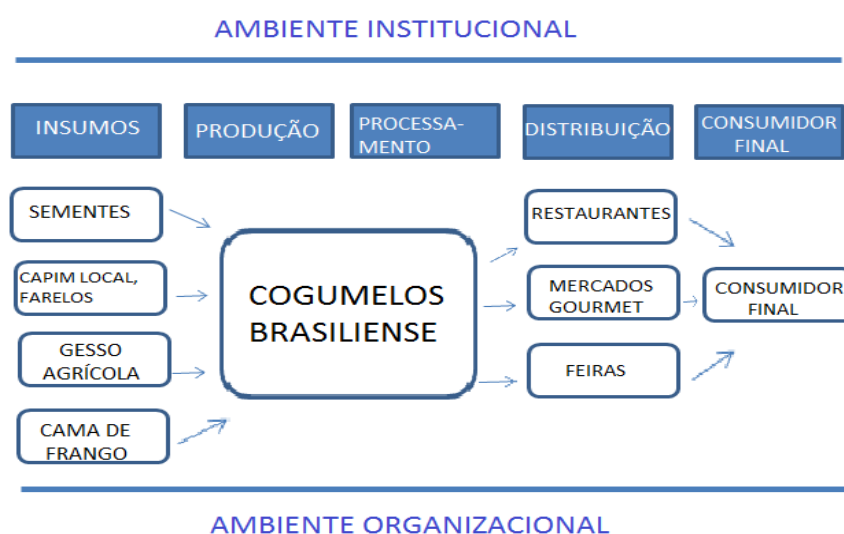 AMBIENTE INSTITUCIONAL
INSUMOS
PRODUÇÃO
PROCESSA-
MENTO
DISTRIBUIÇÃO
CONSUMIDOR
FINAL
SEMENTES
CAPIM LOCAL,
FARELOS
GESSO
AGRÍCOLA
CAMA DE
FRANGO
COGUMELOS
BRASILIENSE
RESTAURANTES
MERCADOS
GOURMET
FEIRAS
CONSUMIDOR
FINAL
AMBIENTE ORGANIZACIONAL